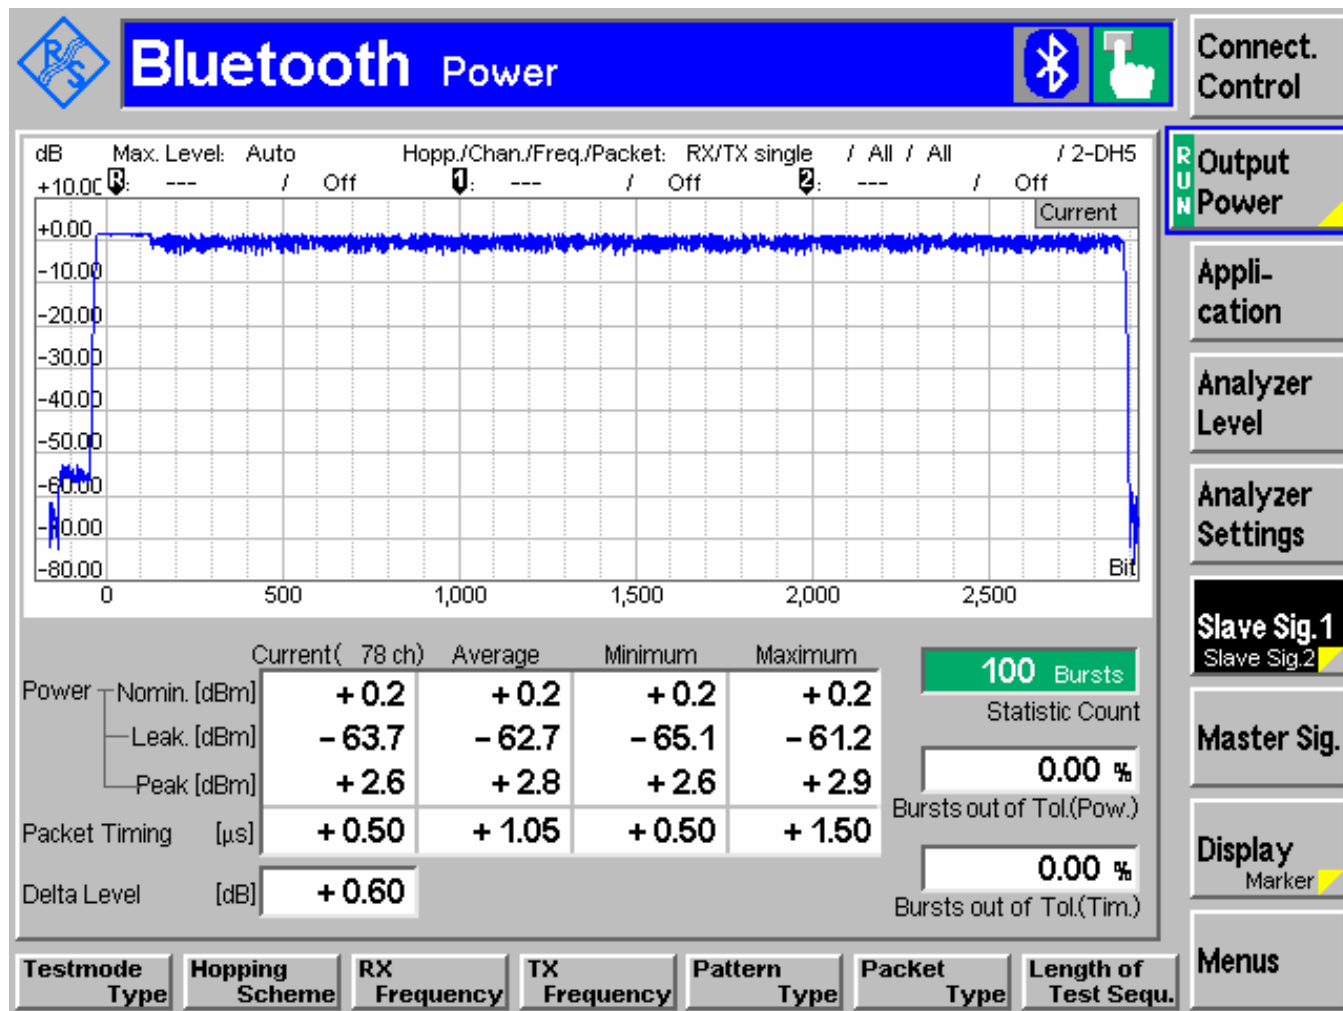 R S
Bluetooth Power
Connect. Control
dB Max. Level: Auto Hopp./Chan./Freq./Packet: RX/TX single / All / All / 2-DH5
+10.00 R: --- / Off 1: --- / Off 2: --- / Off
Current
+0.00
-10.00
-20.00
-30.00
-40.00
-50.00
-60.00
-80.00
Bit
0 500 1,000 1,500 2,000 2,500
Current( 78 ch) Average Minimum Maximum
Power Nomin. [dBm] +0.2 +0.2 +0.2 +0.2
Leak. [dBm] -63.7 -62.7 -65.1 -61.2
Peak [dBm] +2.6 +2.8 +2.6 +2.9
Packet Timing [µs] +0.50 +1.05 +0.50 +1.50
Delta Level [dB] +0.60
100 Bursts
Statistic Count
0.00 %
Bursts out of Tol.(Pow.)
0.00 %
Bursts out of Tol.(Tim.)
RUN
Output
Power
Appli-
cation
Analyzer
Level
Analyzer
Settings
Slave Sig.1
Slave Sig.2
Master Sig.
Display
Marker
Menus
Testmode Type
Hopping Scheme
RX Frequency
TX Frequency
Pattern Type
Packet Type
Length of Test Sequ.